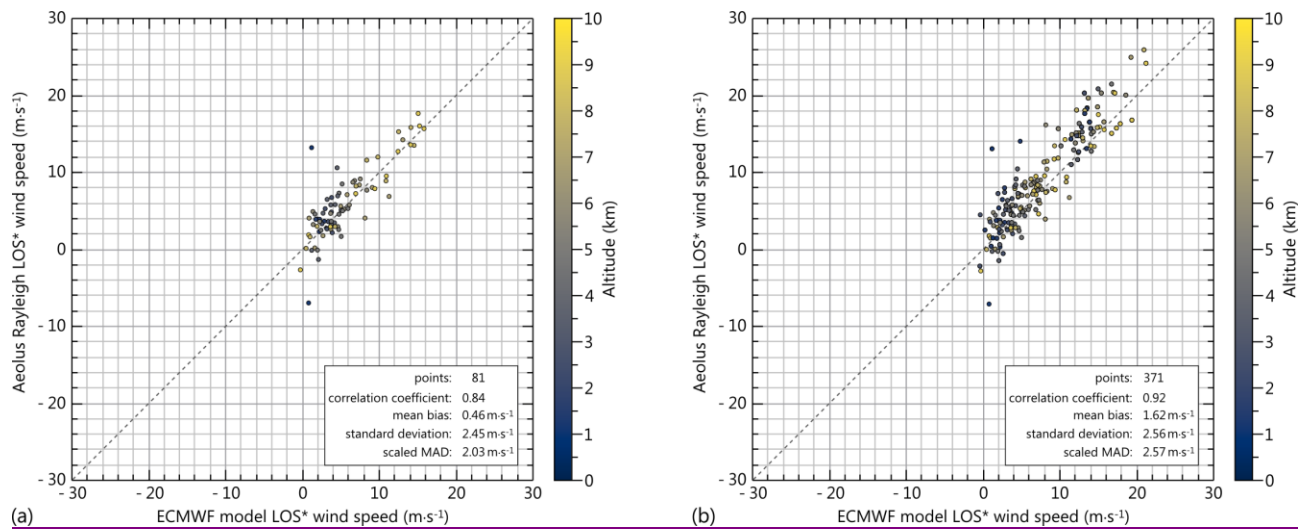 30
20
10
0
- 10
- 20
- 30
Aeolus Rayleigh LOS* wind speed (m·s⁻¹)
- 30
- 20
- 10
0
10
20
30
ECMWF model LOS* wind speed (m·s⁻¹)
points: 81
correlation coefficient: 0.84
mean bias: 0.46 m·s⁻¹
standard deviation: 2.45 m·s⁻¹
scaled MAD: 2.03 m·s⁻¹
10
9
8
7
6
5
4
3
2
1
0
Altitude (km)
(a)
30
20
10
0
- 10
- 20
- 30
Aeolus Rayleigh LOS* wind speed (m·s⁻¹)
- 30
- 20
- 10
0
10
20
30
ECMWF model LOS* wind speed (m·s⁻¹)
points: 371
correlation coefficient: 0.92
mean bias: 1.62 m·s⁻¹
standard deviation: 2.56 m·s⁻¹
scaled MAD: 2.57 m·s⁻¹
10
9
8
7
6
5
4
3
2
1
0
Altitude (km)
(b)